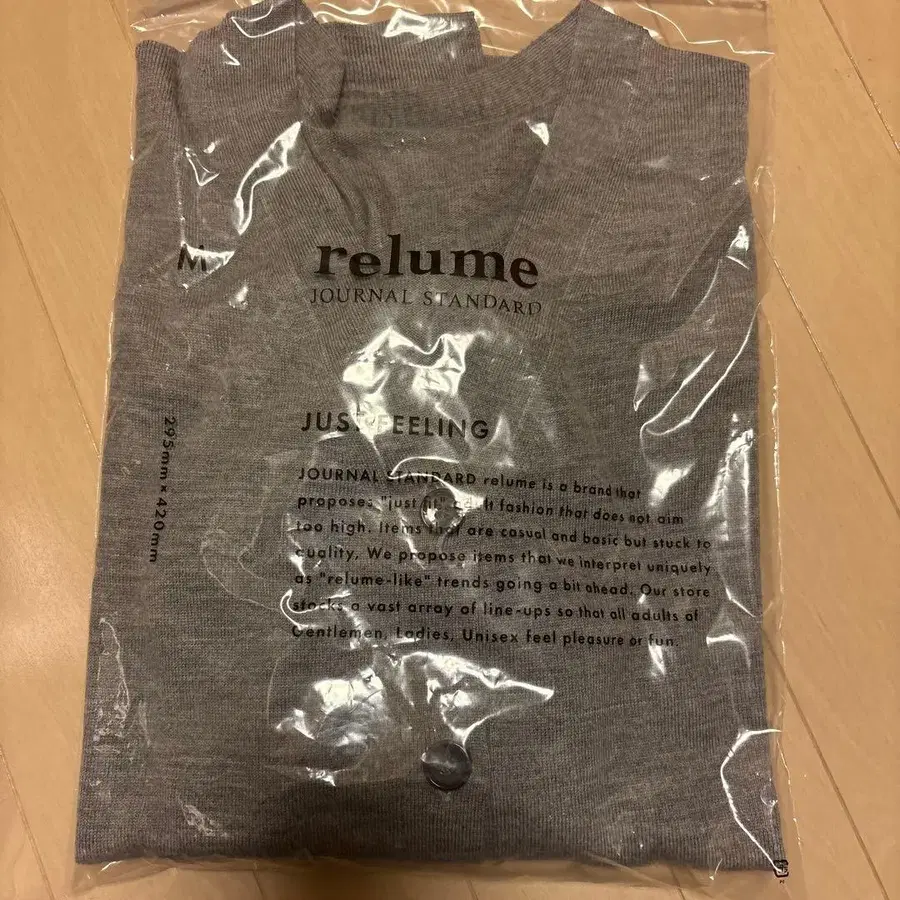 M
relume
JOURNAL STANDARD
295mm×420mm
JUST FEELING
JOURNAL STANDARD relume is a brand that
proposes "just fit" adult fashion that does not aim
too high. Items that are casual and basic but stuck to
quality. We propose items that we interpret uniquely
as "relume-like" trends going a bit ahead. Our store
stocks a vast array of line-ups so that all adults of
Gentlemen, Ladies, Unisex feel pleasure or fun.